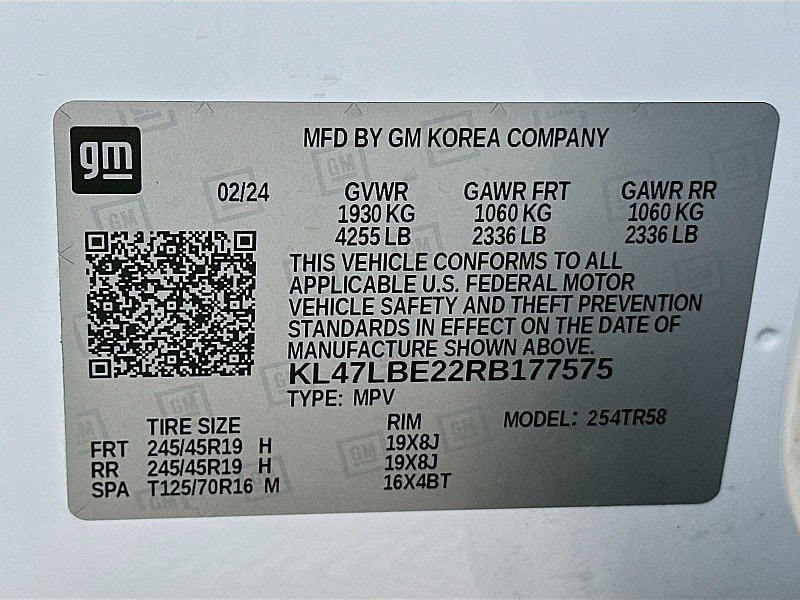 gm
MFD BY GM KOREA COMPANY
02/24 GVWR GAWR FRT GAWR RR
1930 KG 1060 KG 1060 KG
4255 LB 2336 LB 2336 LB
THIS VEHICLE CONFORMS TO ALL
APPLICABLE U.S. FEDERAL MOTOR
VEHICLE SAFETY AND THEFT PREVENTION
STANDARDS IN EFFECT ON THE DATE OF
MANUFACTURE SHOWN ABOVE.
KL47LBE22RB177575
TYPE: MPV
TIRE SIZE RIM MODEL: 254TR58
FRT 245/45R19 H 19X8J
RR 245/45R19 H 19X8J
SPA T125/70R16 M 16X4BT